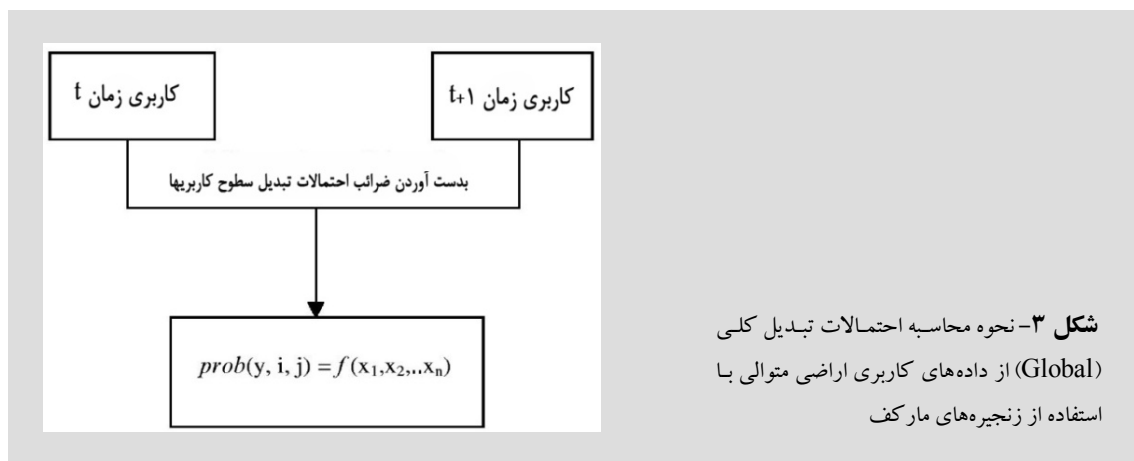 کاربری زمان t
کاربری زمان t+۱
بدست آوردن ضرائب احتمالات تبدیل سطوح کاربریها
prob(y, i, j) = f(x₁,x₂,..xₙ)
شکل ۳- نحوه محاسبه احتمالات تبدیل کلی
(Global) از داده‌های کاربری اراضی متوالی با
استفاده از زنجیره‌های مارکف